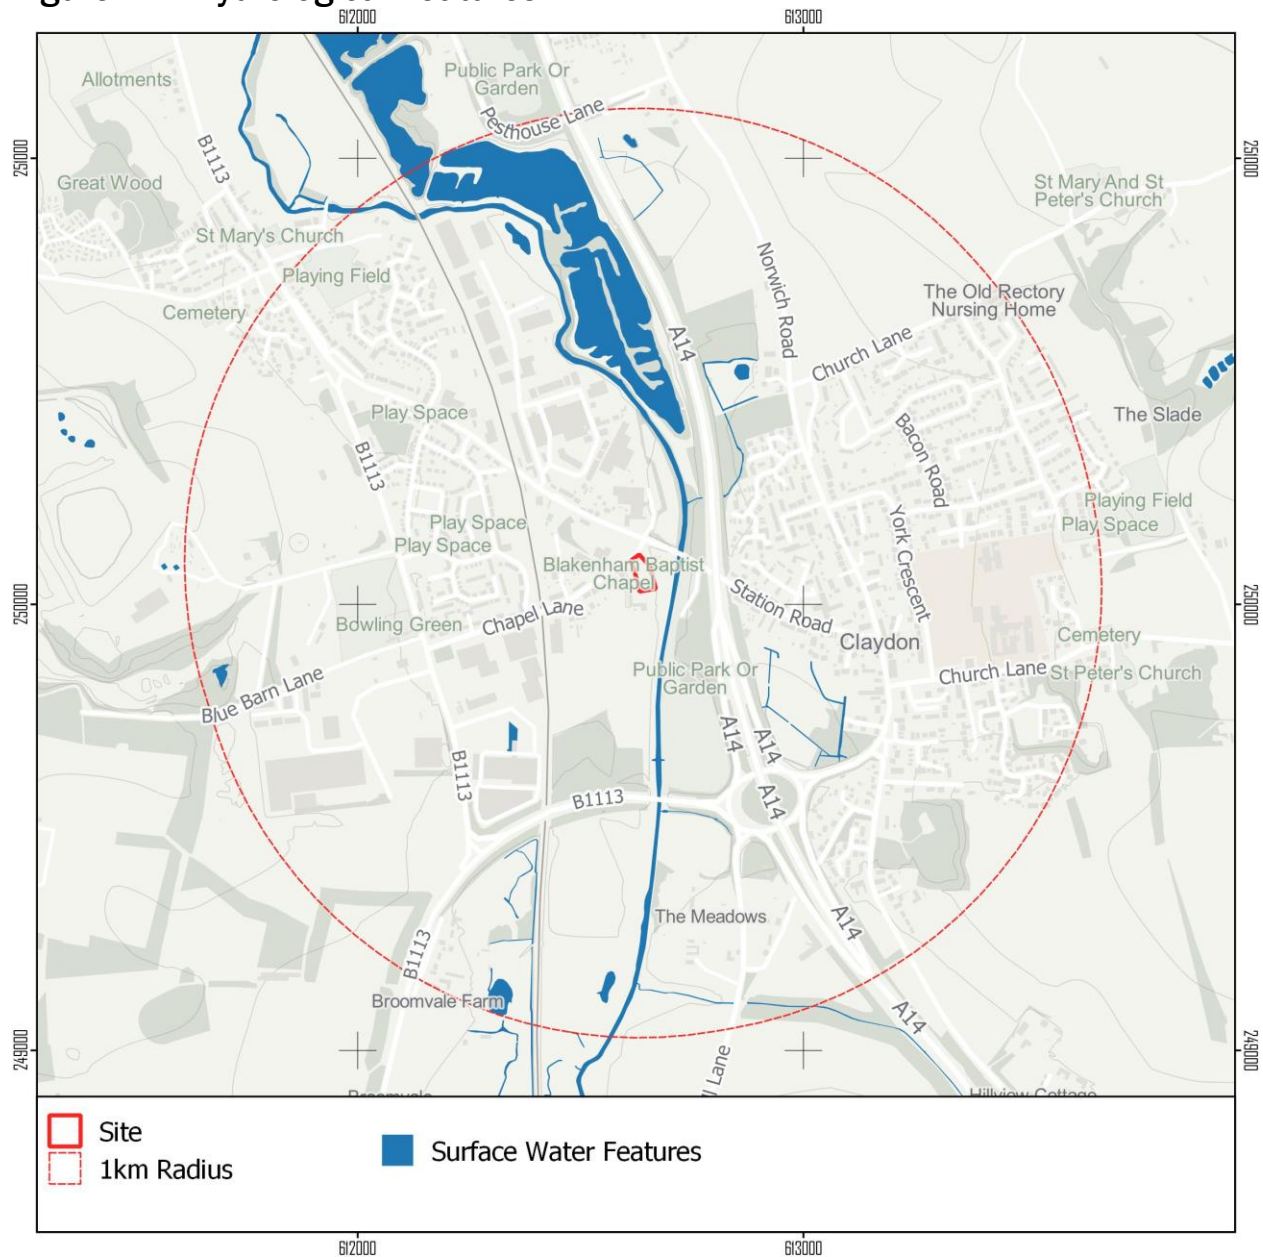 612000
613000
Allotments
Public Park Or
Garden
Pesthouse Lane
B1113
251000
251000
Great Wood
St Mary And St
Peter's Church
St Mary's Church
Norwich Road
Playing Field
The Old Rectory
Nursing Home
Cemetery
A14
Church Lane
Play Space
The Slade
Bacon Road
B1113
Playing Field
Play Space
Play Space
York Crescent
Play Space
Blakenham Baptist
Chapel
Station Road
250000
250000
Chapel Lane
Bowling Green
Claydon
Cemetery
Public Park Or
Garden
Church Lane
St Peter's Church
Blue Barn Lane
A14
A14
B1113
B1113
A14
The Meadows
A14
B1113
Broomvale Farm
A14
249000
249000
Lane
Site
1km Radius
Surface Water Features
612000
613000